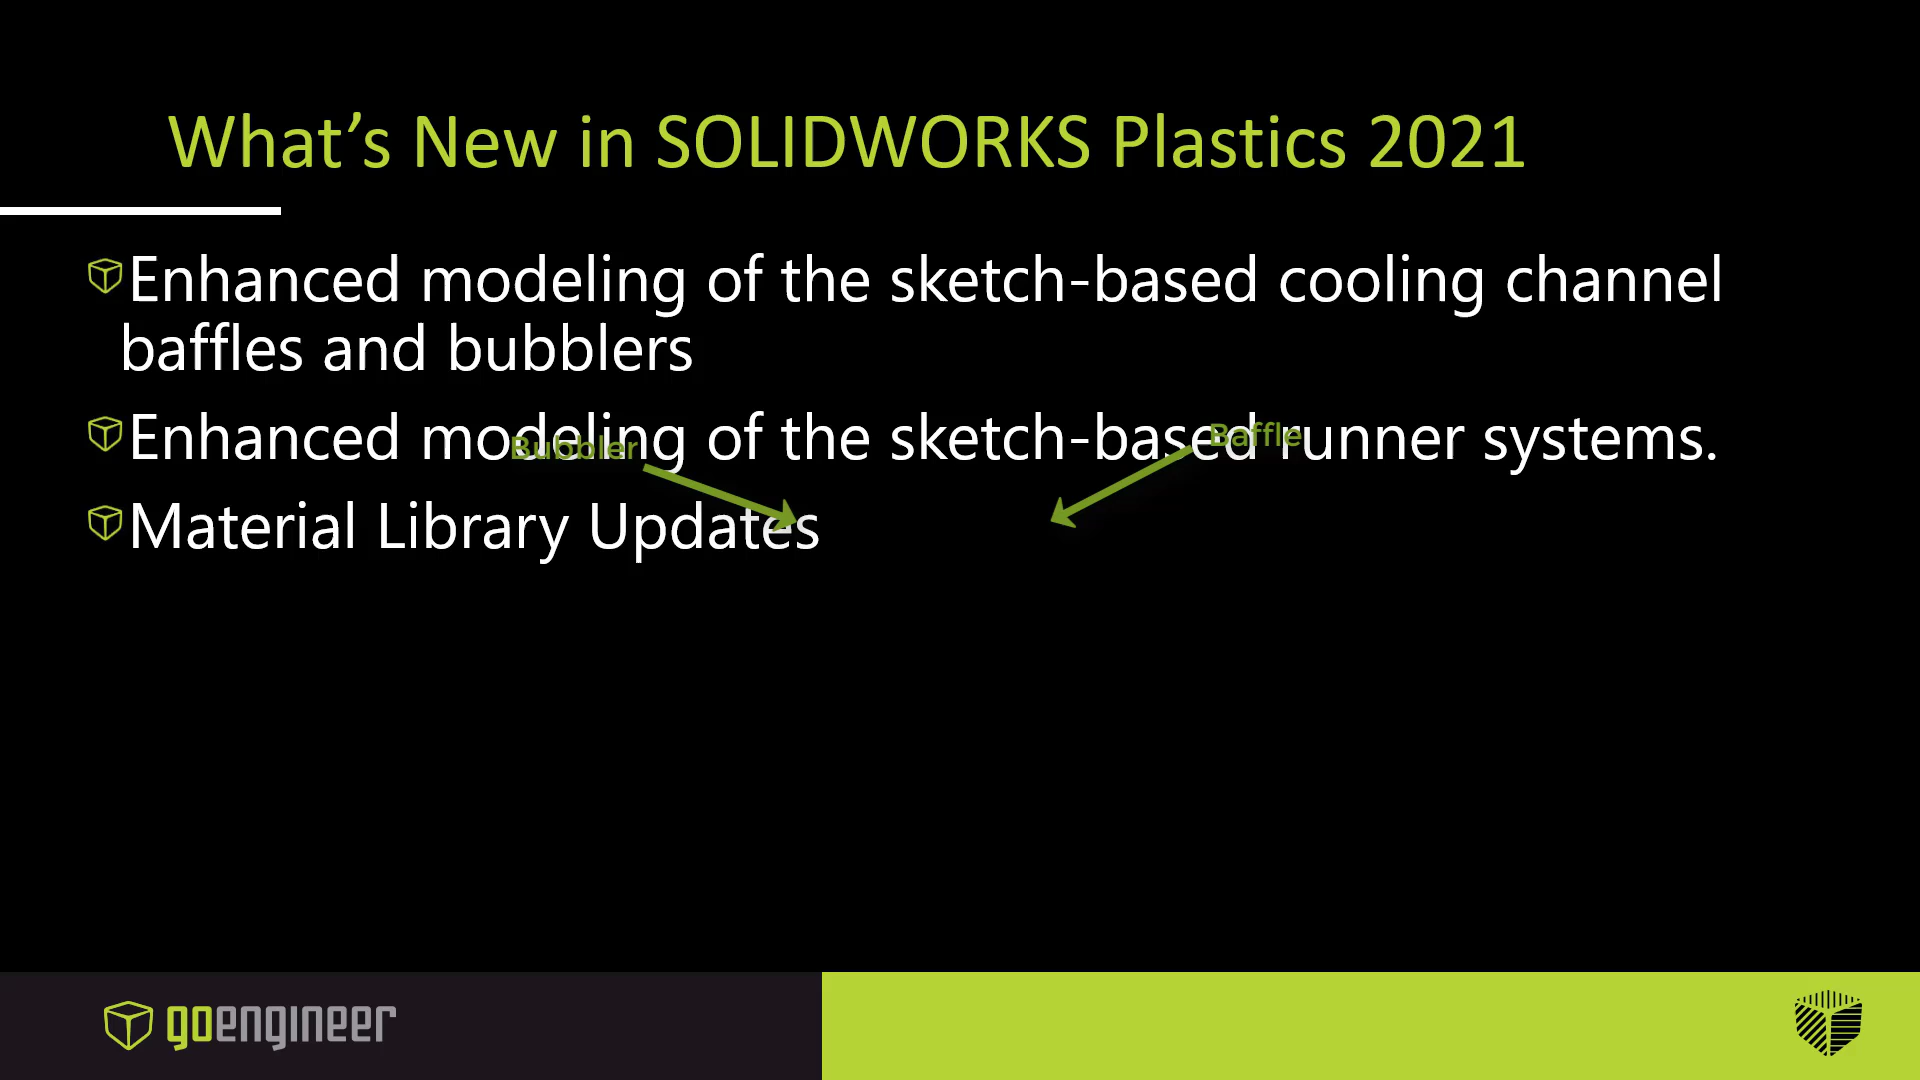 What’s New in SOLIDWORKS Plastics 2021
Enhanced modeling of the sketch-based cooling channel
baffles and bubblers
Enhanced modeling of the sketch-based runner systems.
Bubbler
Baffle
Material Library Updates
goengineer